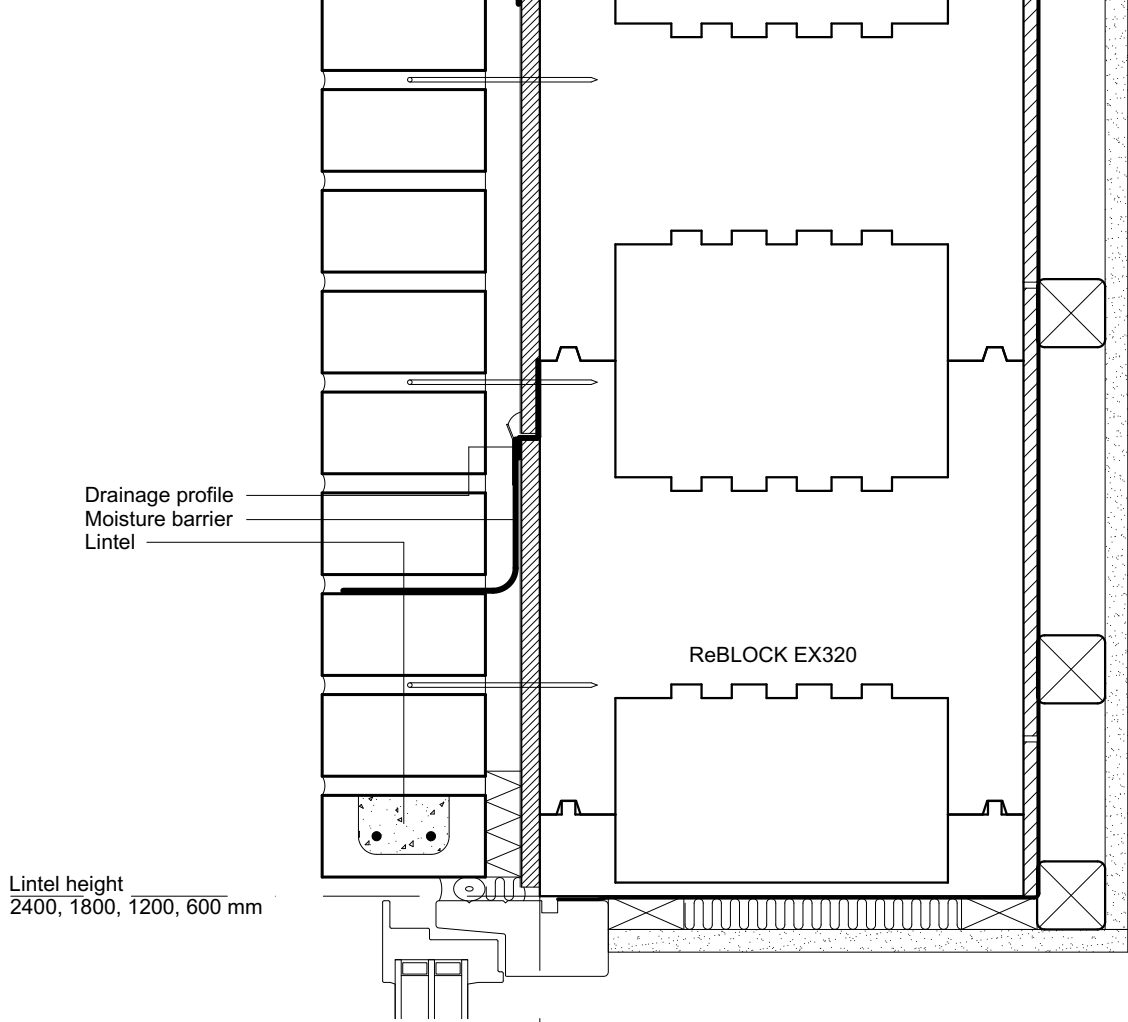 Drainage profile
Moisture barrier
Lintel
ReBLOCK EX320
Lintel height
2400, 1800, 1200, 600 mm